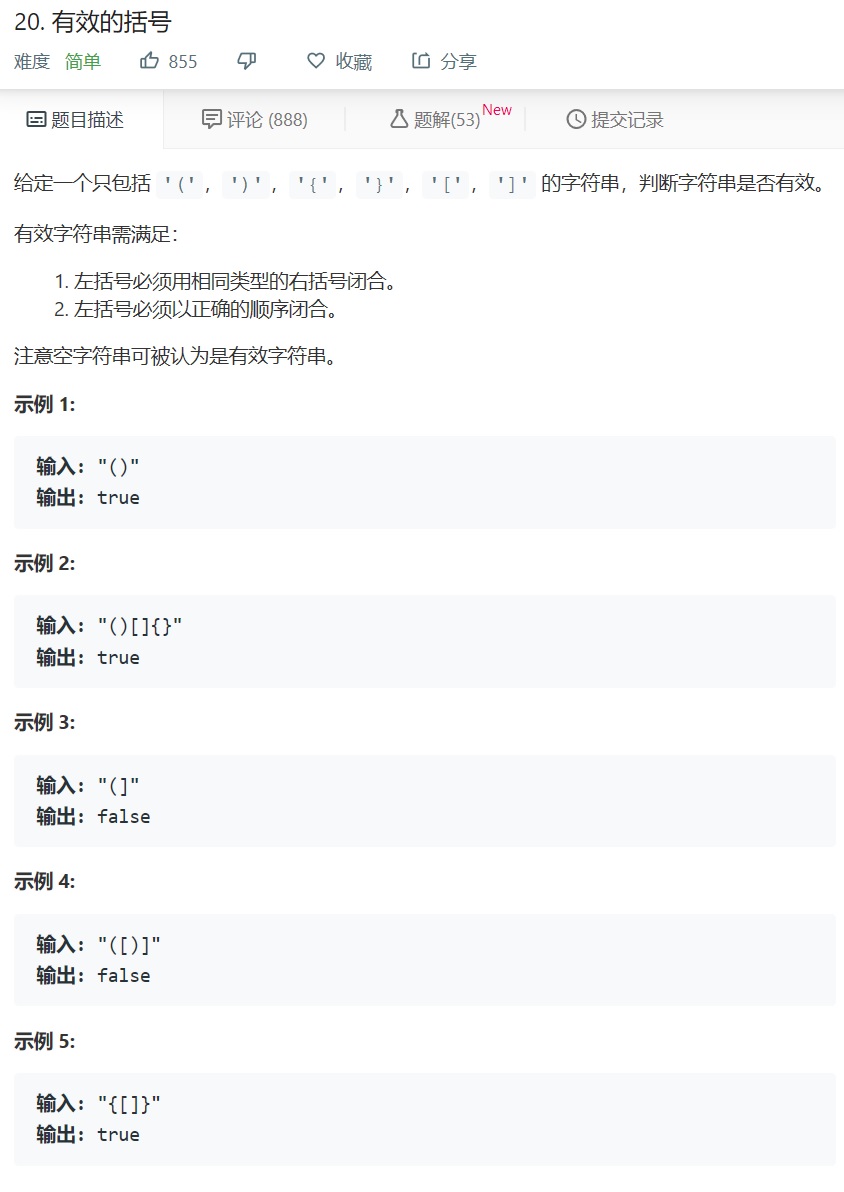 20. 有效的括号
难度 简单 855 收藏 分享
题目描述 评论 (888) 题解(53) New 提交记录
给定一个只包括 '('，')'，'{'，'}'，'['，']' 的字符串，判断字符串是否有效。
有效字符串需满足：
1. 左括号必须用相同类型的右括号闭合。
2. 左括号必须以正确的顺序闭合。
注意空字符串可被认为是有效字符串。
示例 1:
输入: "()"
输出: true
示例 2:
输入: "()[]{}"
输出: true
示例 3:
输入: "(]"
输出: false
示例 4:
输入: "([)]"
输出: false
示例 5:
输入: "{[]}"
输出: true